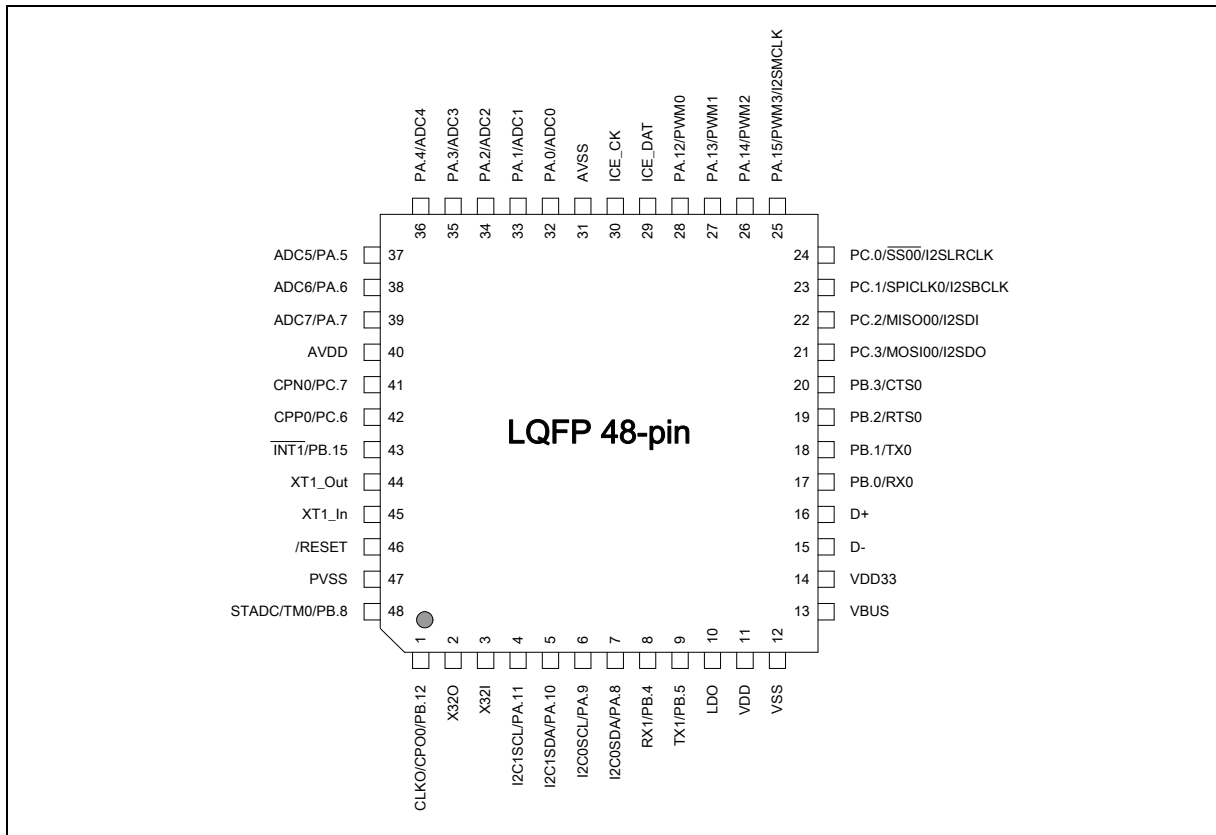 PA.4/ADC4
PA.3/ADC3
PA.2/ADC2
PA.1/ADC1
PA.0/ADC0
AVSS
ICE_CK
ICE_DAT
PA.12/PWM0
PA.13/PWM1
PA.14/PWM2
PA.15/PWM3/I2SMCLK
36
35
34
33
32
31
30
29
28
27
26
25
ADC5/PA.5 37
ADC6/PA.6 38
ADC7/PA.7 39
AVDD 40
CPN0/PC.7 41
CPP0/PC.6 42
INT1/PB.15 43
XT1_Out 44
XT1_In 45
/RESET 46
PVSS 47
STADC/TM0/PB.8 48
LQFP 48-pin
24 PC.0/SS00/I2SLRCLK
23 PC.1/SPICLK0/I2SBCLK
22 PC.2/MISO00/I2SDI
21 PC.3/MOSI00/I2SDO
20 PB.3/CTS0
19 PB.2/RTS0
18 PB.1/TX0
17 PB.0/RX0
16 D+
15 D-
14 VDD33
13 VBUS
1
2
3
4
5
6
7
8
9
10
11
12
CLKO/CPO0/PB.12
X32O
X32I
I2C1SCL/PA.11
I2C1SDA/PA.10
I2C0SCL/PA.9
I2C0SDA/PA.8
RX1/PB.4
TX1/PB.5
LDO
VDD
VSS